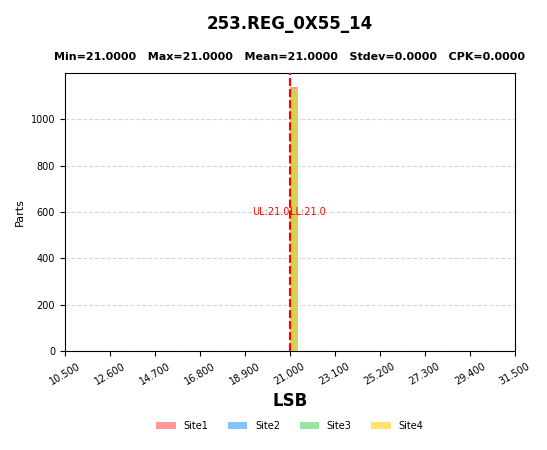 253.REG_0X55_14
Min=21.0000 Max=21.0000 Mean=21.0000 Stdev=0.0000 CPK=0.0000
1000
800
600
400
200
0
Parts
UL:21.0 LL:21.0
10.500 12.600 14.700 16.800 18.900 21.000 23.100 25.200 27.300 29.400 31.500
LSB
Site1 Site2 Site3 Site4